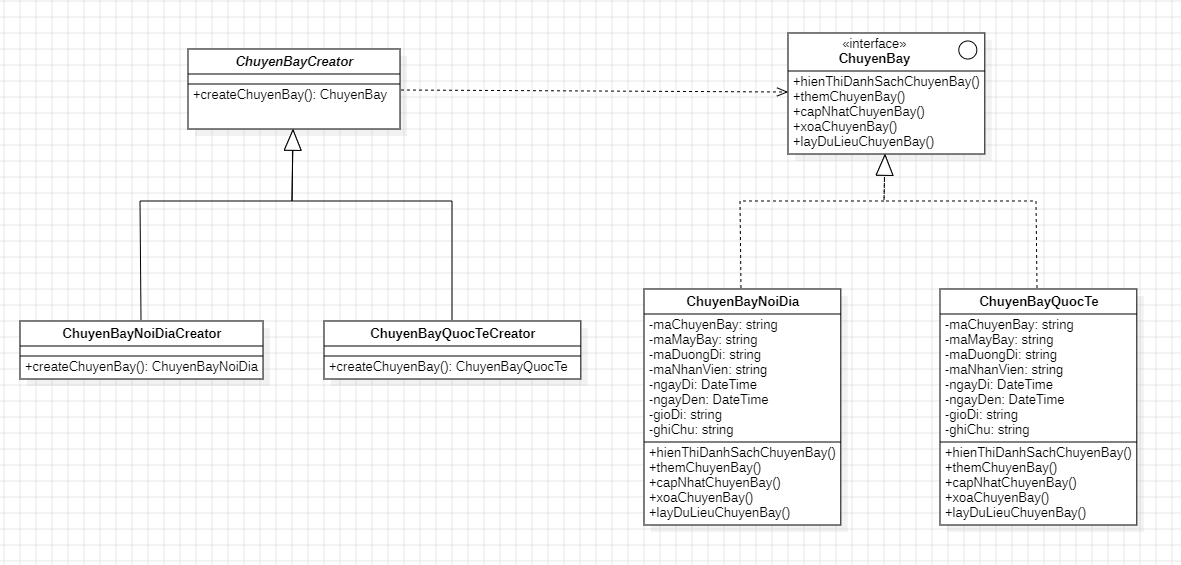 ChuyenBayCreator
+createChuyenBay(): ChuyenBay
«interface»
ChuyenBay
+hienThiDanhSachChuyenBay()
+themChuyenBay()
+capNhatChuyenBay()
+xoaChuyenBay()
+layDuLieuChuyenBay()
ChuyenBayNoiDiaCreator
+createChuyenBay(): ChuyenBayNoiDia
ChuyenBayQuocTeCreator
+createChuyenBay(): ChuyenBayQuocTe
ChuyenBayNoiDia
-maChuyenBay: string
-maMayBay: string
-maDuongDi: string
-maNhanVien: string
-ngayDi: DateTime
-ngayDen: DateTime
-gioDi: string
-ghiChu: string
+hienThiDanhSachChuyenBay()
+themChuyenBay()
+capNhatChuyenBay()
+xoaChuyenBay()
+layDuLieuChuyenBay()
ChuyenBayQuocTe
-maChuyenBay: string
-maMayBay: string
-maDuongDi: string
-maNhanVien: string
-ngayDi: DateTime
-ngayDen: DateTime
-gioDi: string
-ghiChu: string
+hienThiDanhSachChuyenBay()
+themChuyenBay()
+capNhatChuyenBay()
+xoaChuyenBay()
+layDuLieuChuyenBay()